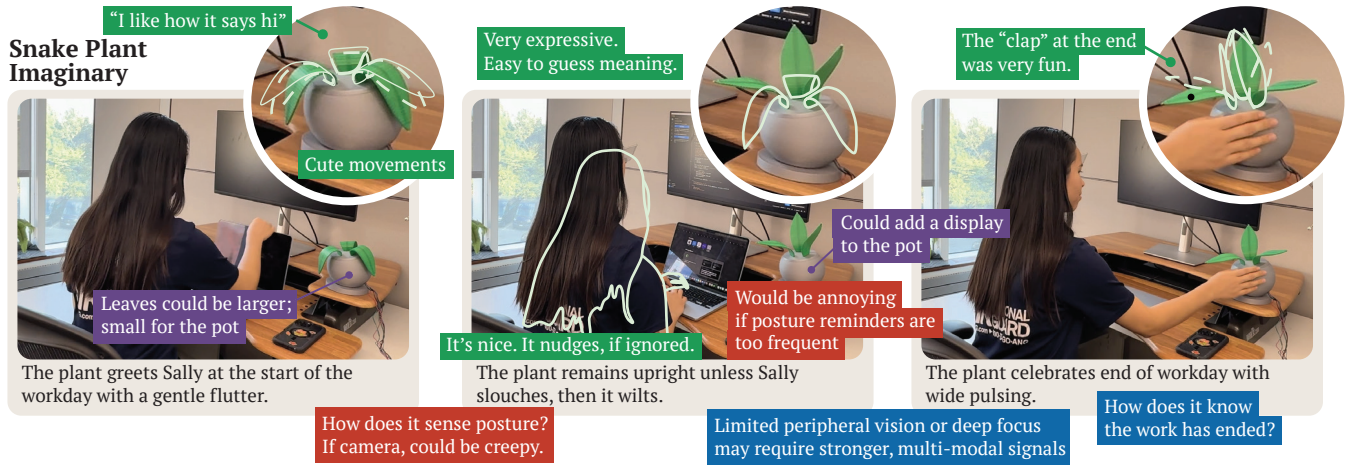 Snake Plant
Imaginary
“I like how it says hi”
Cute movements
Leaves could be larger;
small for the pot
The plant greets Sally at the start of the
workday with a gentle flutter.
How does it sense posture?
If camera, could be creepy.
Very expressive.
Easy to guess meaning.
Could add a display
to the pot
Would be annoying
if posture reminders are
too frequent
It’s nice. It nudges, if ignored.
The plant remains upright unless Sally
slouches, then it wilts.
Limited peripheral vision or deep focus
may require stronger, multi-modal signals
The “clap” at the end
was very fun.
ONAL
The plant celebrates end of workday with
wide pulsing.
How does it know
the work has ended?